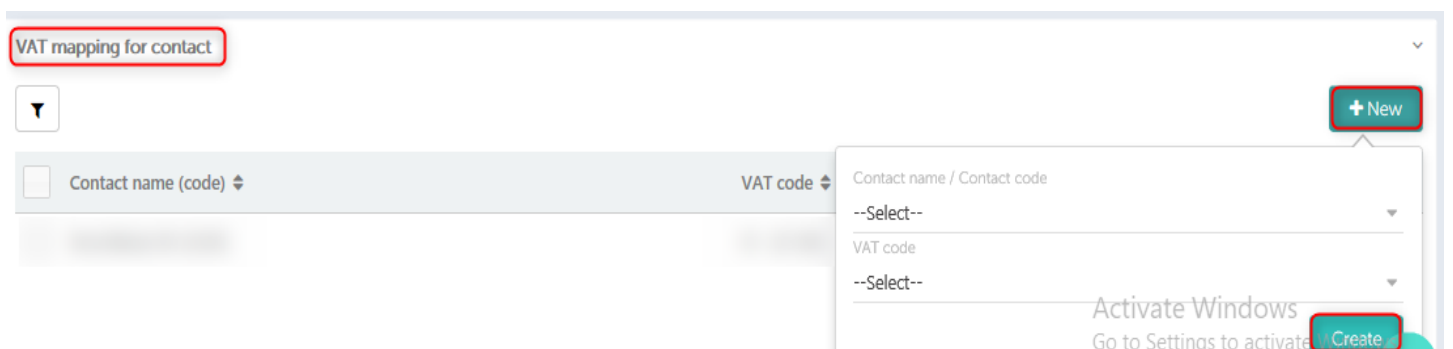 VAT mapping for contact
+ New
Contact name (code)
VAT code
Contact name / Contact code
--Select--
VAT code
--Select--
Activate Windows
Go to Settings to activate
Create